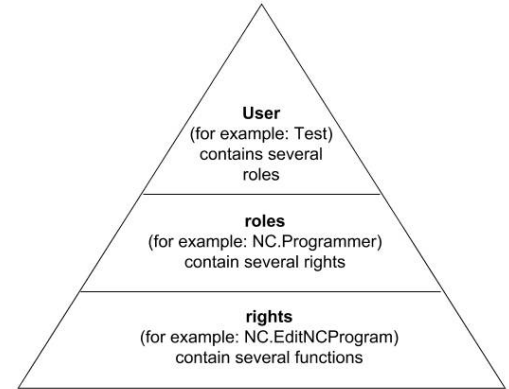 User
(for example: Test)
contains several
roles
roles
(for example: NC.Programmer)
contain several rights
rights
(for example: NC.EditNCProgram)
contain several functions